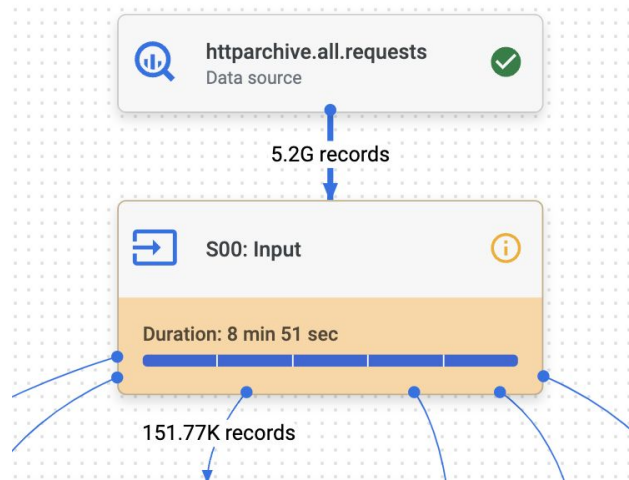 httparchive.all.requests
Data source
5.2G records
S00: Input
Duration: 8 min 51 sec
151.77K records